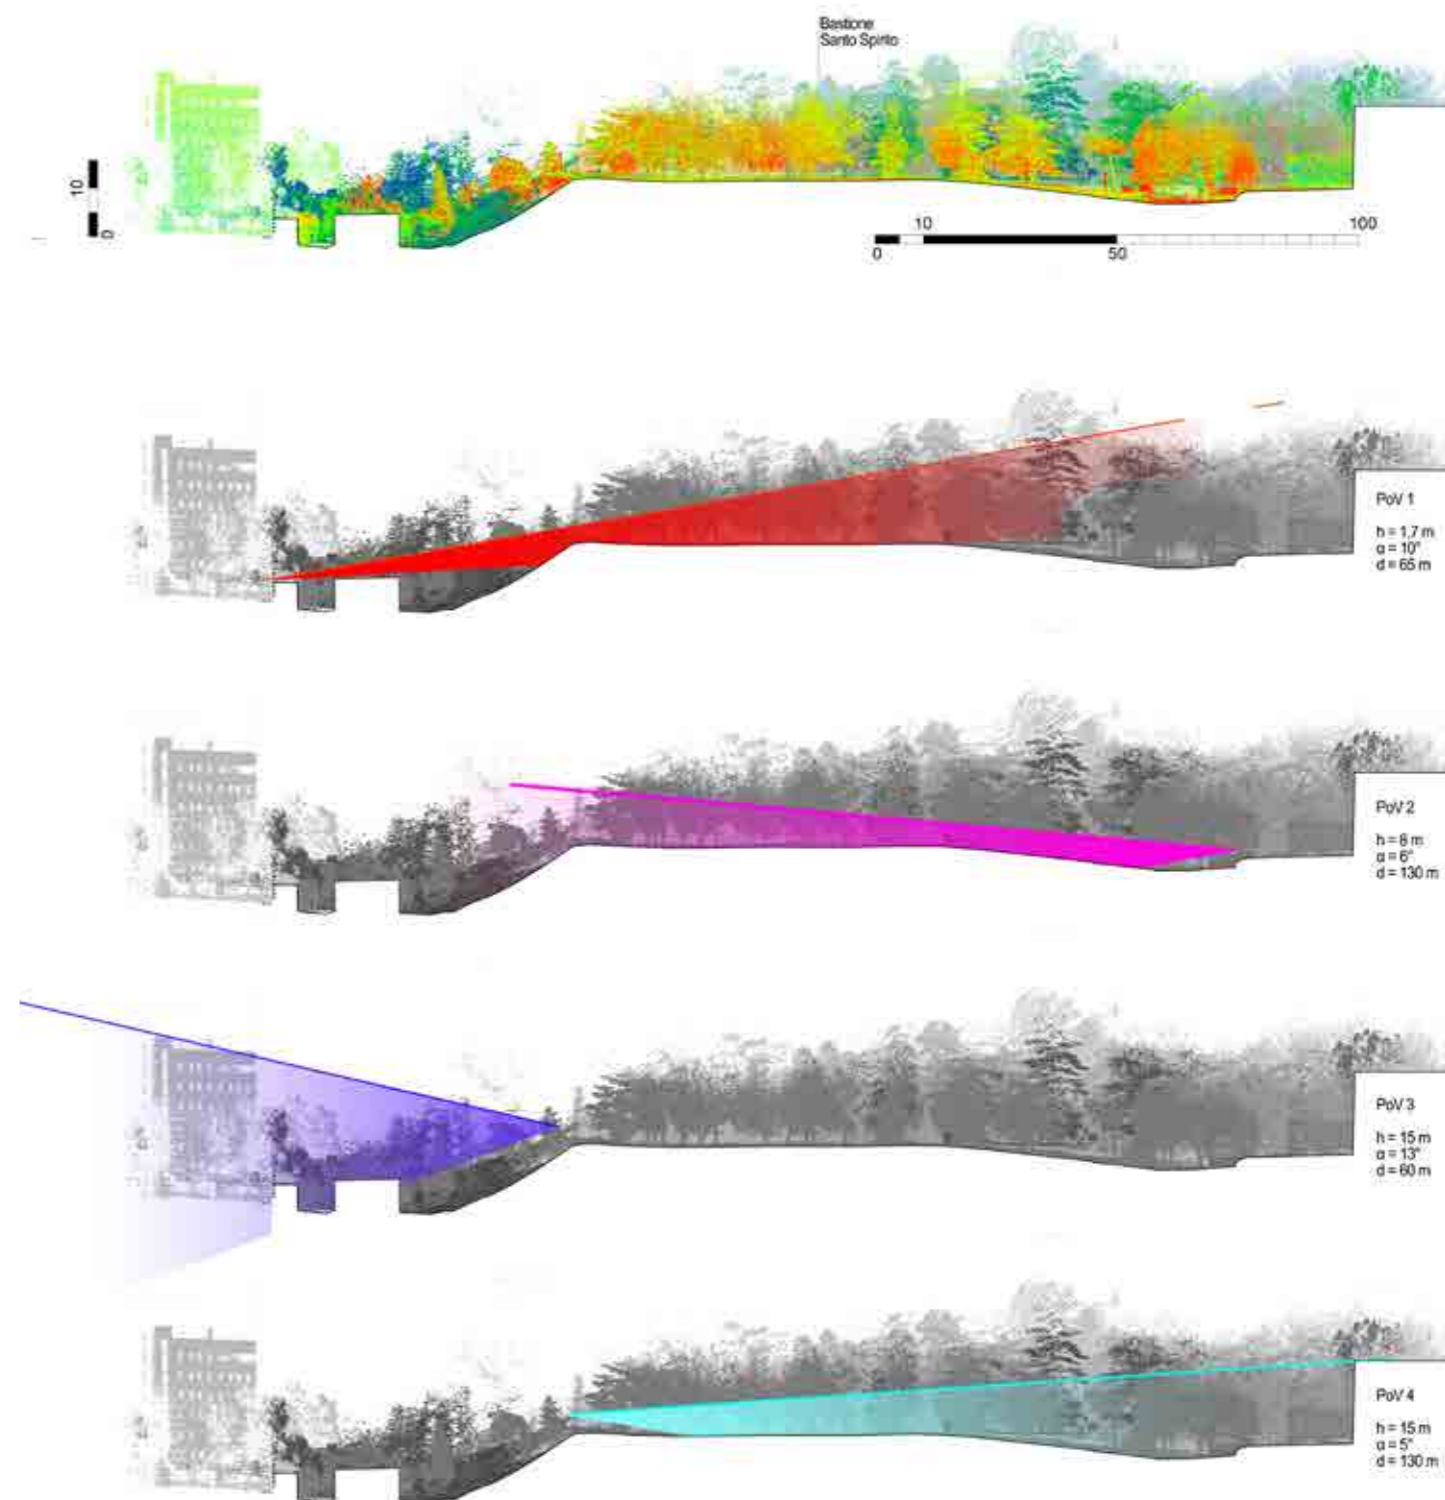 Bastione
Santo Spirito
10
0
10
100
0
50
PoV 1
h = 1,7 m
α = 10°
d = 65 m
PoV 2
h = 8 m
α = 6°
d = 130 m
PoV 3
h = 15 m
α = 13°
d = 60 m
PoV 4
h = 15 m
α = 5°
d = 130 m